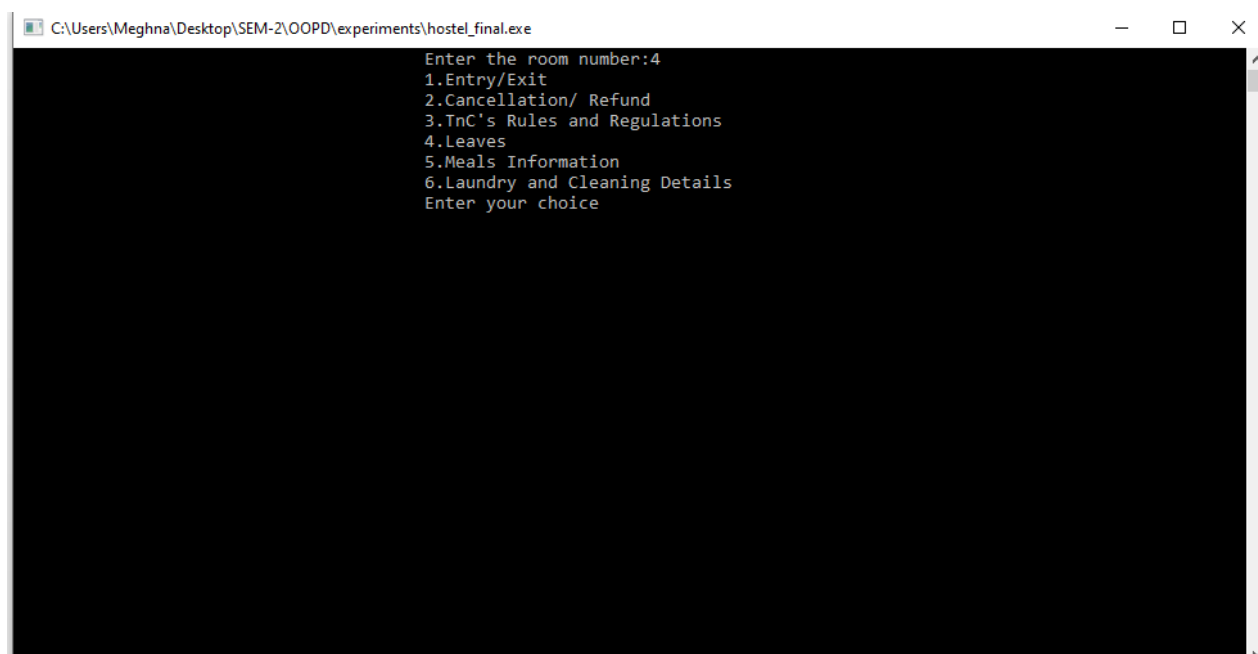 C:\Users\Meghna\Desktop\SEM-2\OOPD\experiments\hostel_final.exe
Enter the room number:4
1.Entry/Exit
2.Cancellation/ Refund
3.TnC's Rules and Regulations
4.Leaves
5.Meals Information
6.Laundry and Cleaning Details
Enter your choice